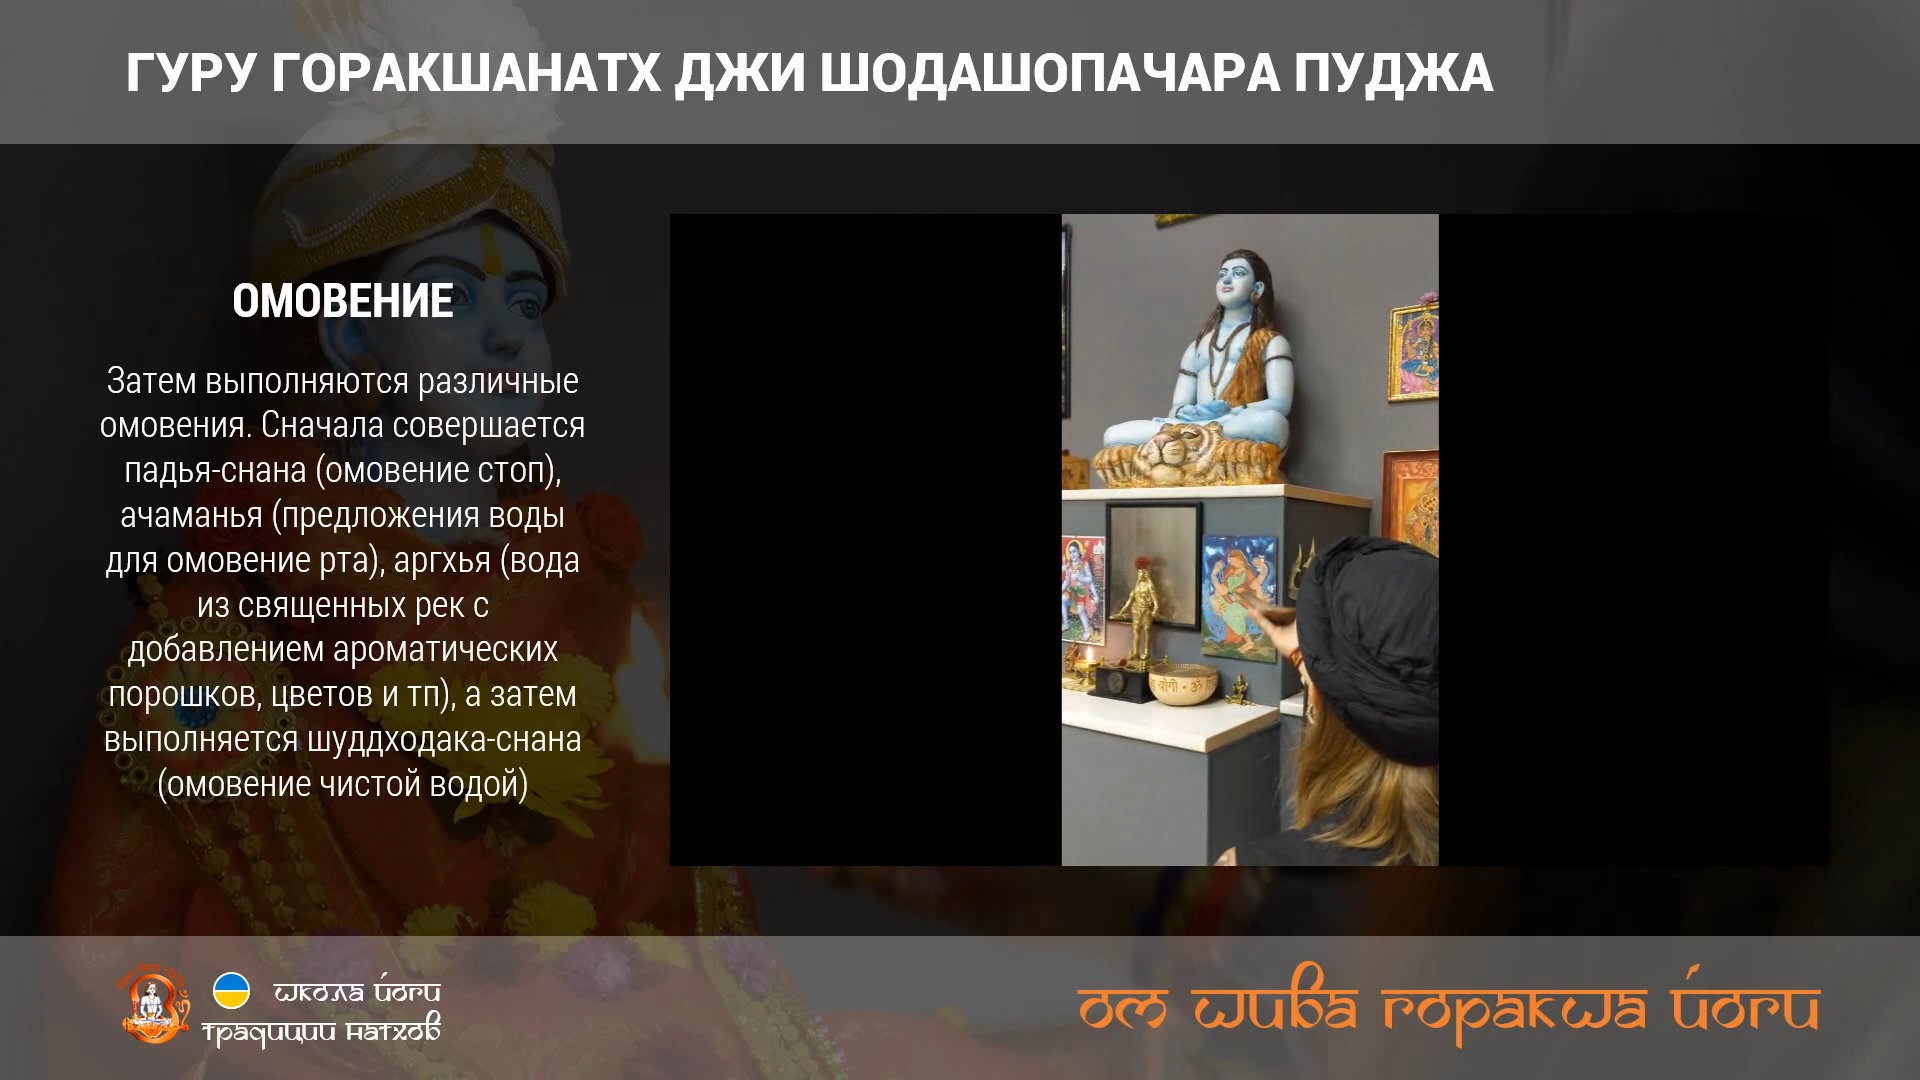 ГУРУ ГОРАКШАНАТХ ДЖИ ШОДАШОПАЧАРА ПУДЖА
ОМОВЕНИЕ
Затем выполняются различные
омовения. Сначала совершается
падья-снана (омовение стоп),
ачаманья (предложения воды
для омовение рта), аргхья (вода
из священных рек с
добавлением ароматических
порошков, цветов и тп), а затем
выполняется шуддходака-снана
(омовение чистой водой)
योगी • ॐ
школа йоги
традиции натхов
ом шива горакша йоги